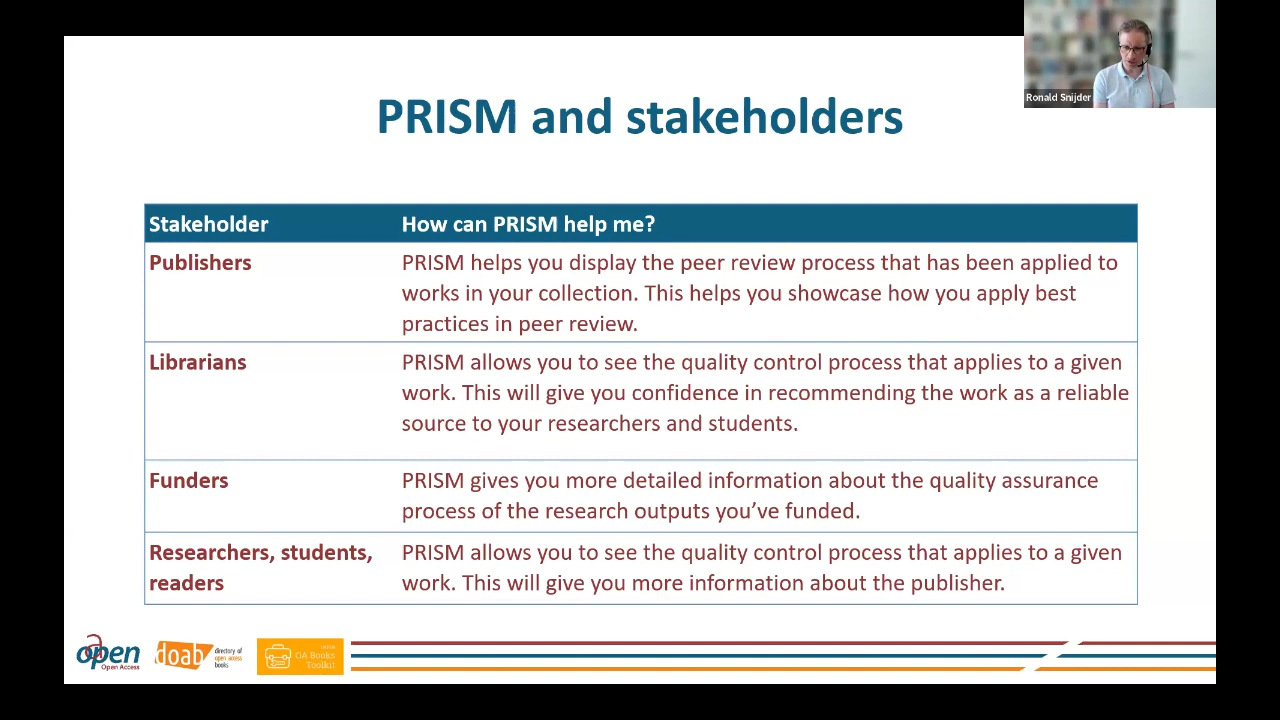 Ronald Snijder
PRISM and stakeholders
Stakeholder How can PRISM help me?
Publishers PRISM helps you display the peer review process that has been applied to
works in your collection. This helps you showcase how you apply best
practices in peer review.
Librarians PRISM allows you to see the quality control process that applies to a given
work. This will give you confidence in recommending the work as a reliable
source to your researchers and students.
Funders PRISM gives you more detailed information about the quality assurance
process of the research outputs you’ve funded.
Researchers, students, PRISM allows you to see the quality control process that applies to a given
readers work. This will give you more information about the publisher.
open
Open Access
doab
directory of
open access
books
OA Books
Toolkit